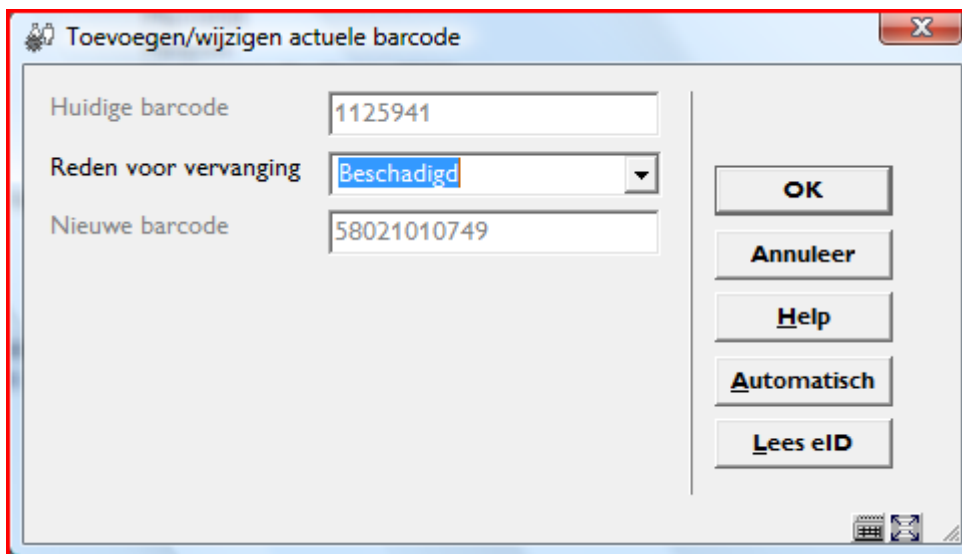 Toevoegen/wijzigen actuele barcode
Huidige barcode 1125941
Reden voor vervanging Beschadigd
Nieuwe barcode 58021010749
OK
Annuleer
Help
Automatisch
Lees eID